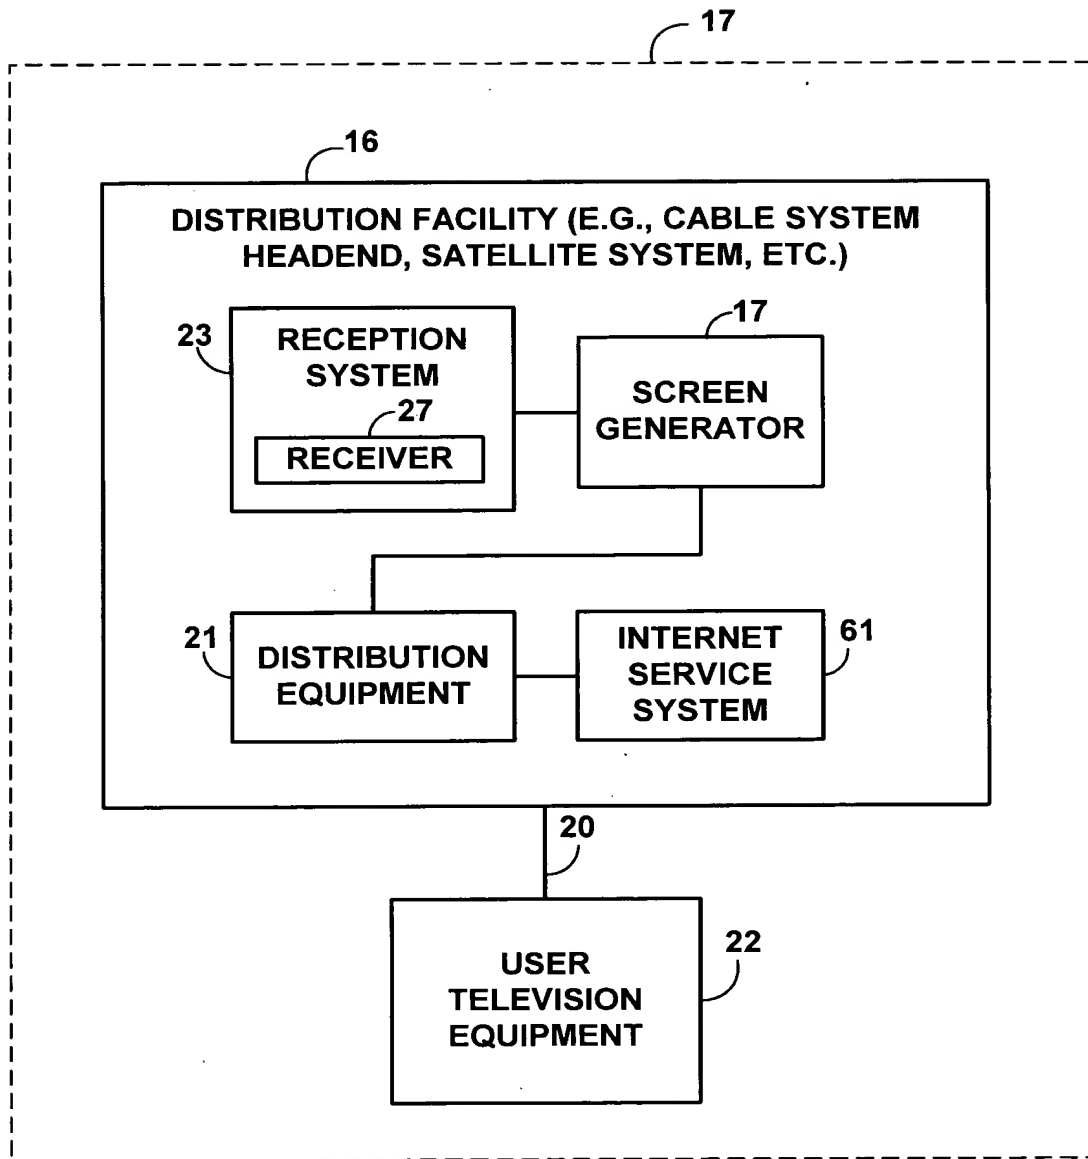 17
16
DISTRIBUTION FACILITY (E.G., CABLE SYSTEM
HEADEND, SATELLITE SYSTEM, ETC.)
23
RECEPTION
SYSTEM
27
RECEIVER
17
SCREEN
GENERATOR
21
DISTRIBUTION
EQUIPMENT
INTERNET
SERVICE
SYSTEM
61
20
USER
TELEVISION
EQUIPMENT
22